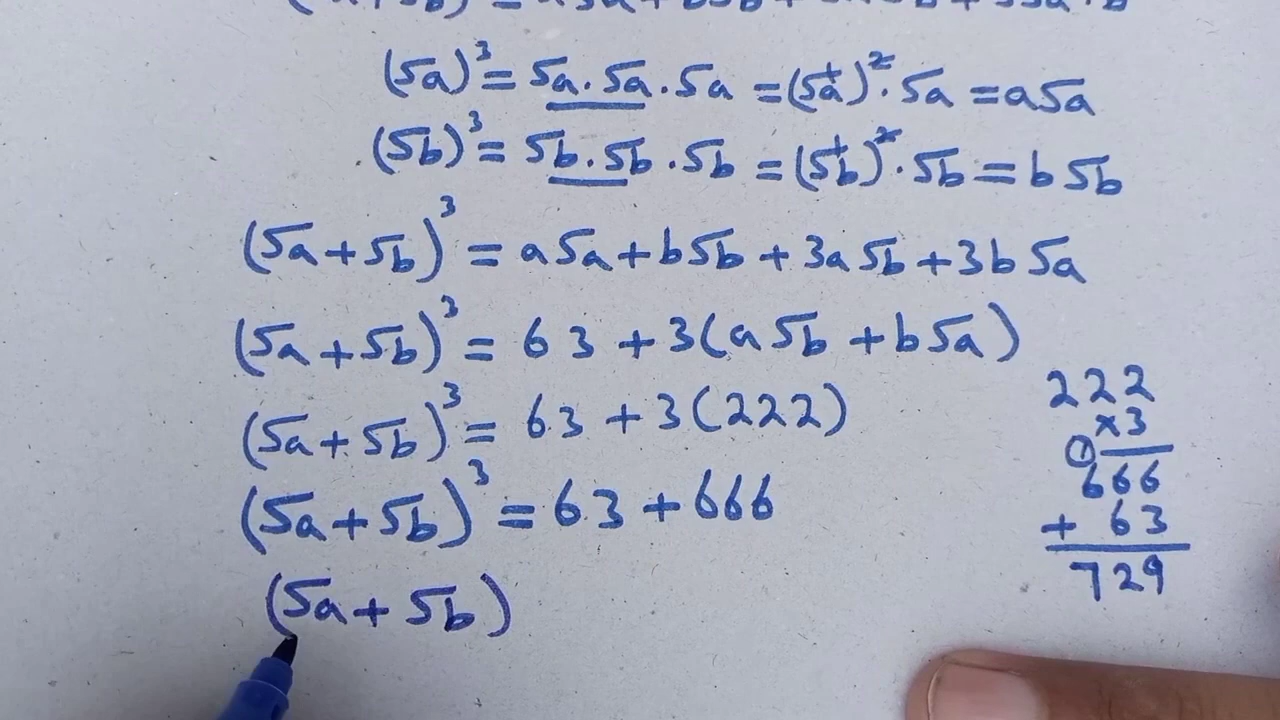 (√a)³ = √a.√a.√a = (√a)².√a = a√a
(√b)³ = √b.√b.√b = (√b)².√b = b√b
(√a + √b)³ = a√a + b√b + 3a√b + 3b√a
(√a + √b)³ = 63 + 3(a√b + b√a)
(√a + √b)³ = 63 + 3(222)
(√a + √b)³ = 63 + 666
(√a + √b)
222
×3
666
+ 63
729